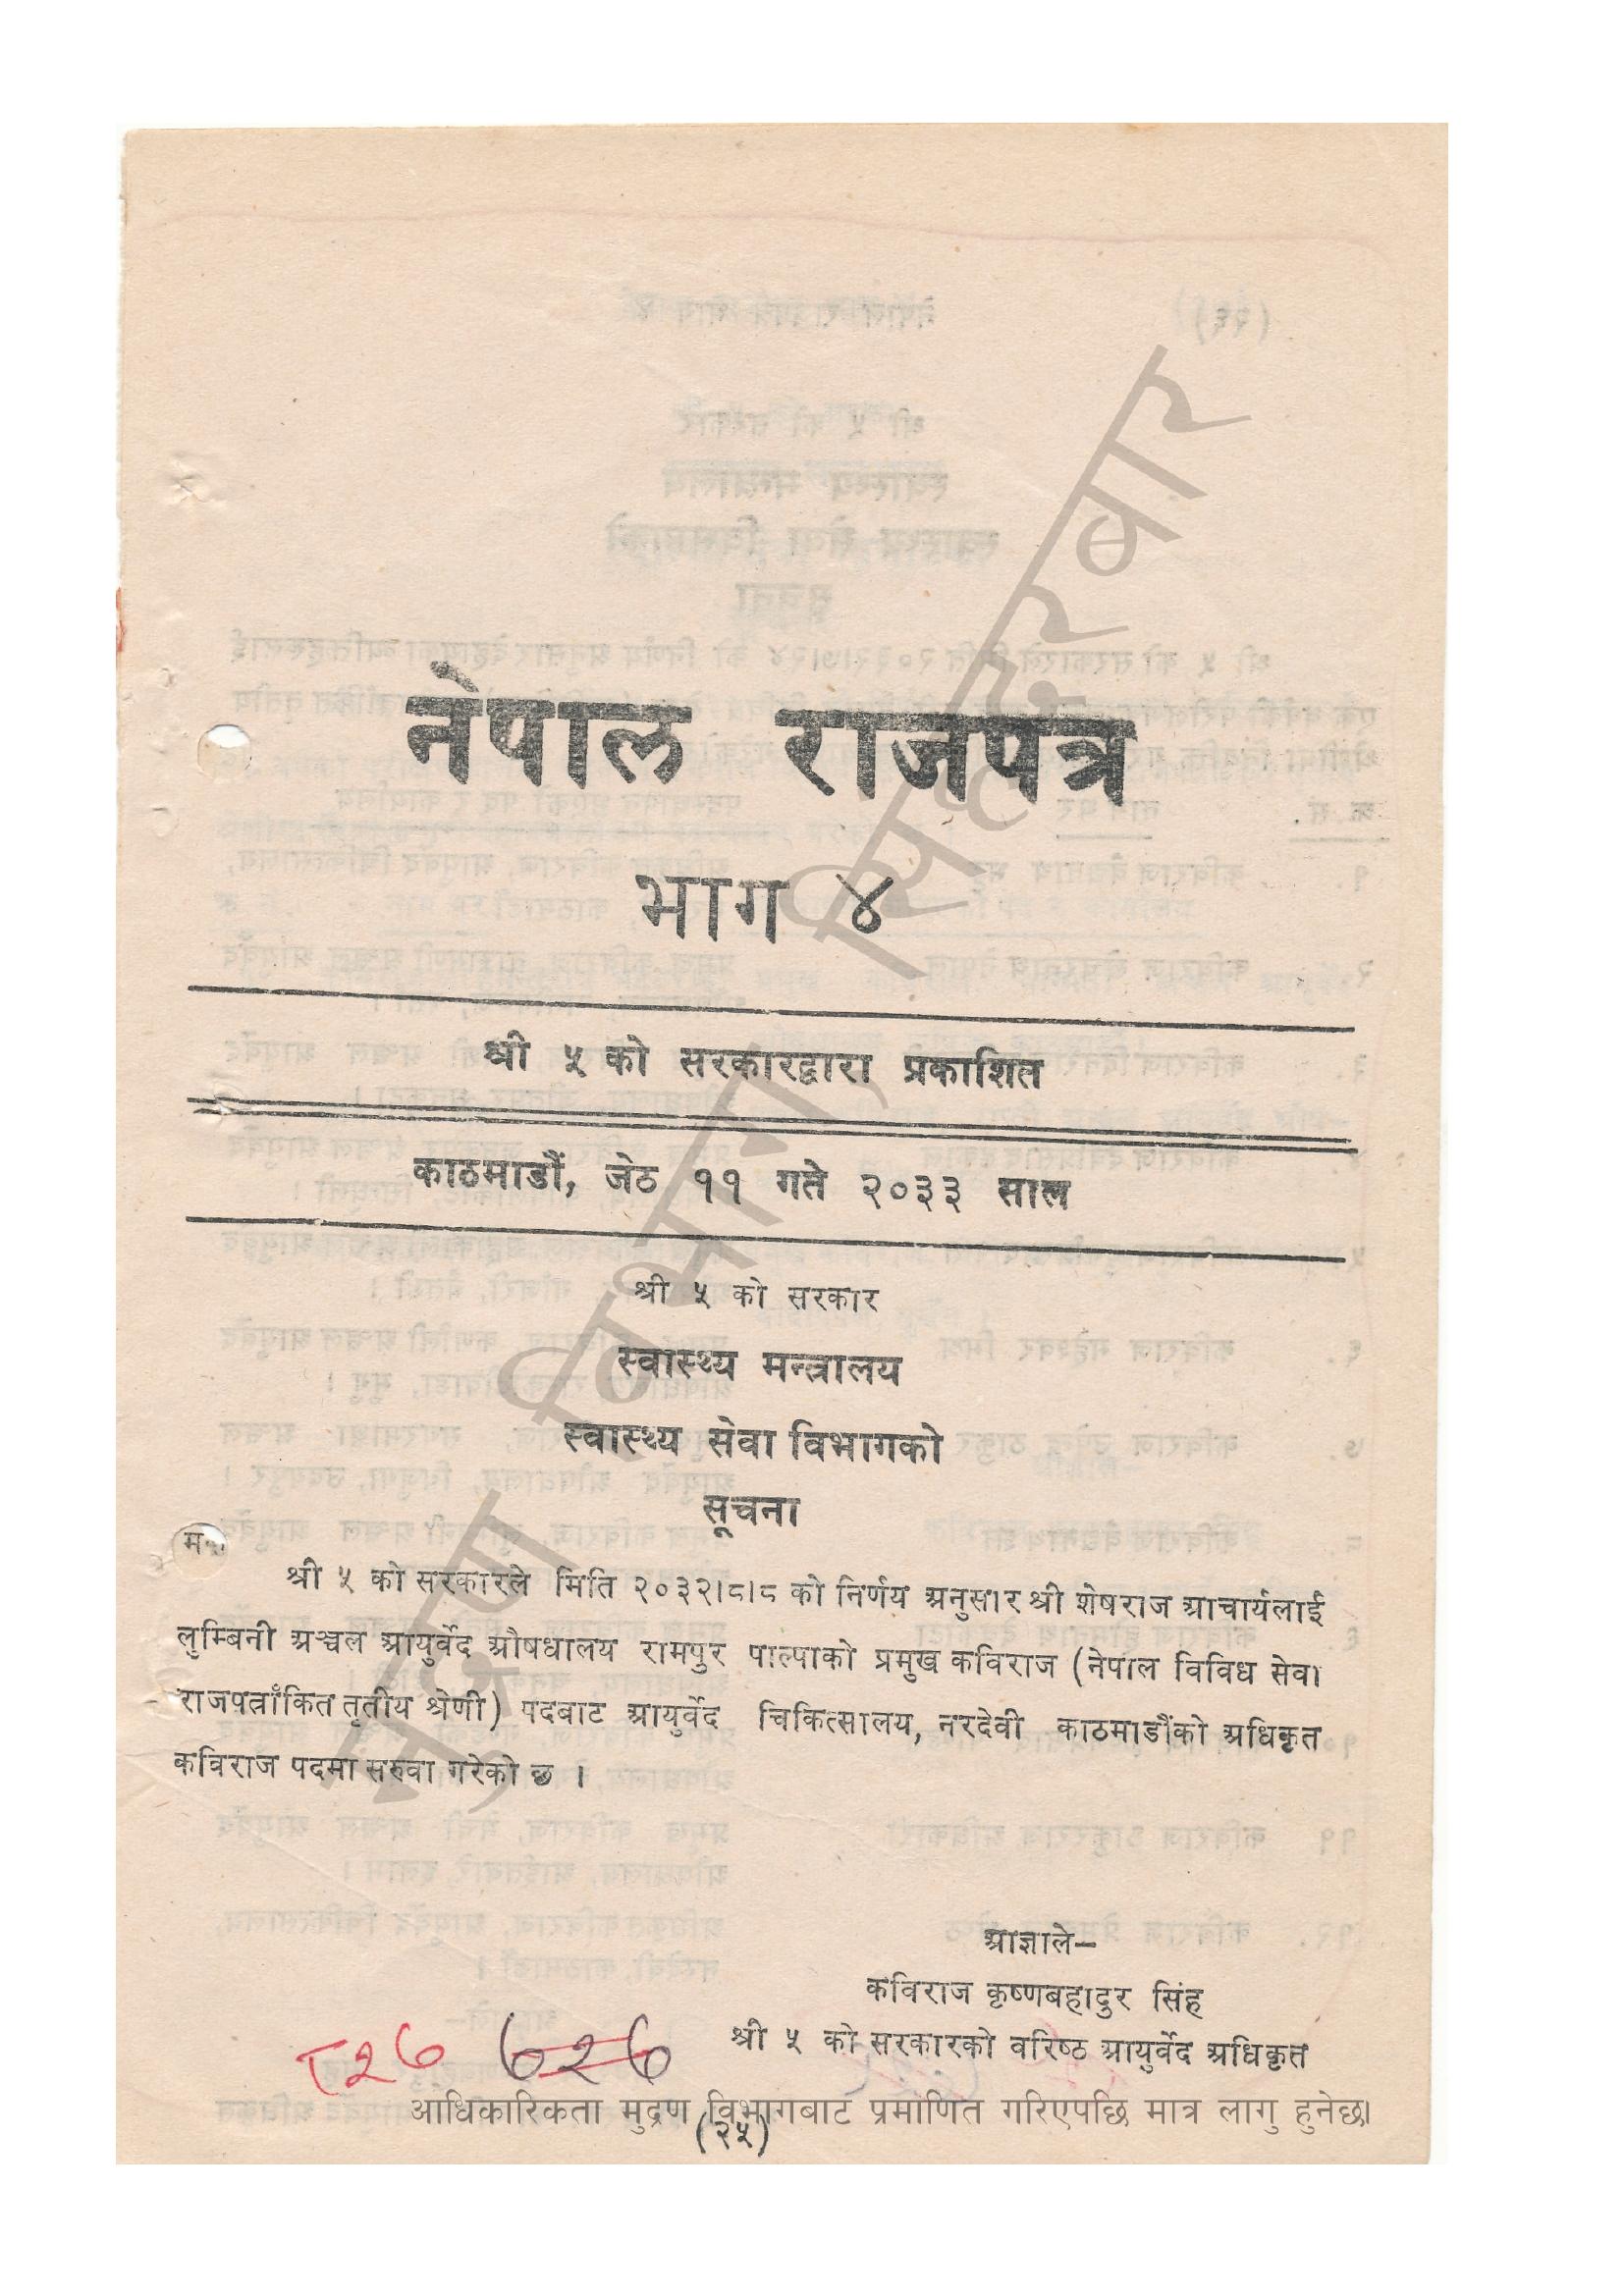 नेपाल राजपत्र
भाग ४
श्री ५ को सरकारद्वारा प्रकाशित
काठमाडौं, जेठ ११ गते २०३३ साल
श्री ५ को सरकार
स्वास्थ्य मन्त्रालय
स्वास्थ्य सेवा विभागको
सूचना
श्री ५ को सरकारले मिति २०३२।८।८ को निर्णय अनुसार श्री शेषराज आचार्यलाई
लुम्बिनी अञ्चल आयुर्वेद औषधालय रामपुर पाल्पाको प्रमुख कविराज (नेपाल विविध सेवा
राजपत्राँकित तृतीय श्रेणी) पदबाट आयुर्वेद चिकित्सालय, नरदेवी काठमाडौंको अधिकृत
कविराज पदमा सरुवा गरेको छ ।
आज्ञाले–
कविराज कृष्णबहादुर सिंह
श्री ५ को सरकारको वरिष्ठ आयुर्वेद अधिकृत
आधिकारिकता मुद्रण विभागबाट प्रमाणित गरिएपछि मात्र लागु हुनेछ।
(२५)
मुद्रण विभाग, सिंहदरबार